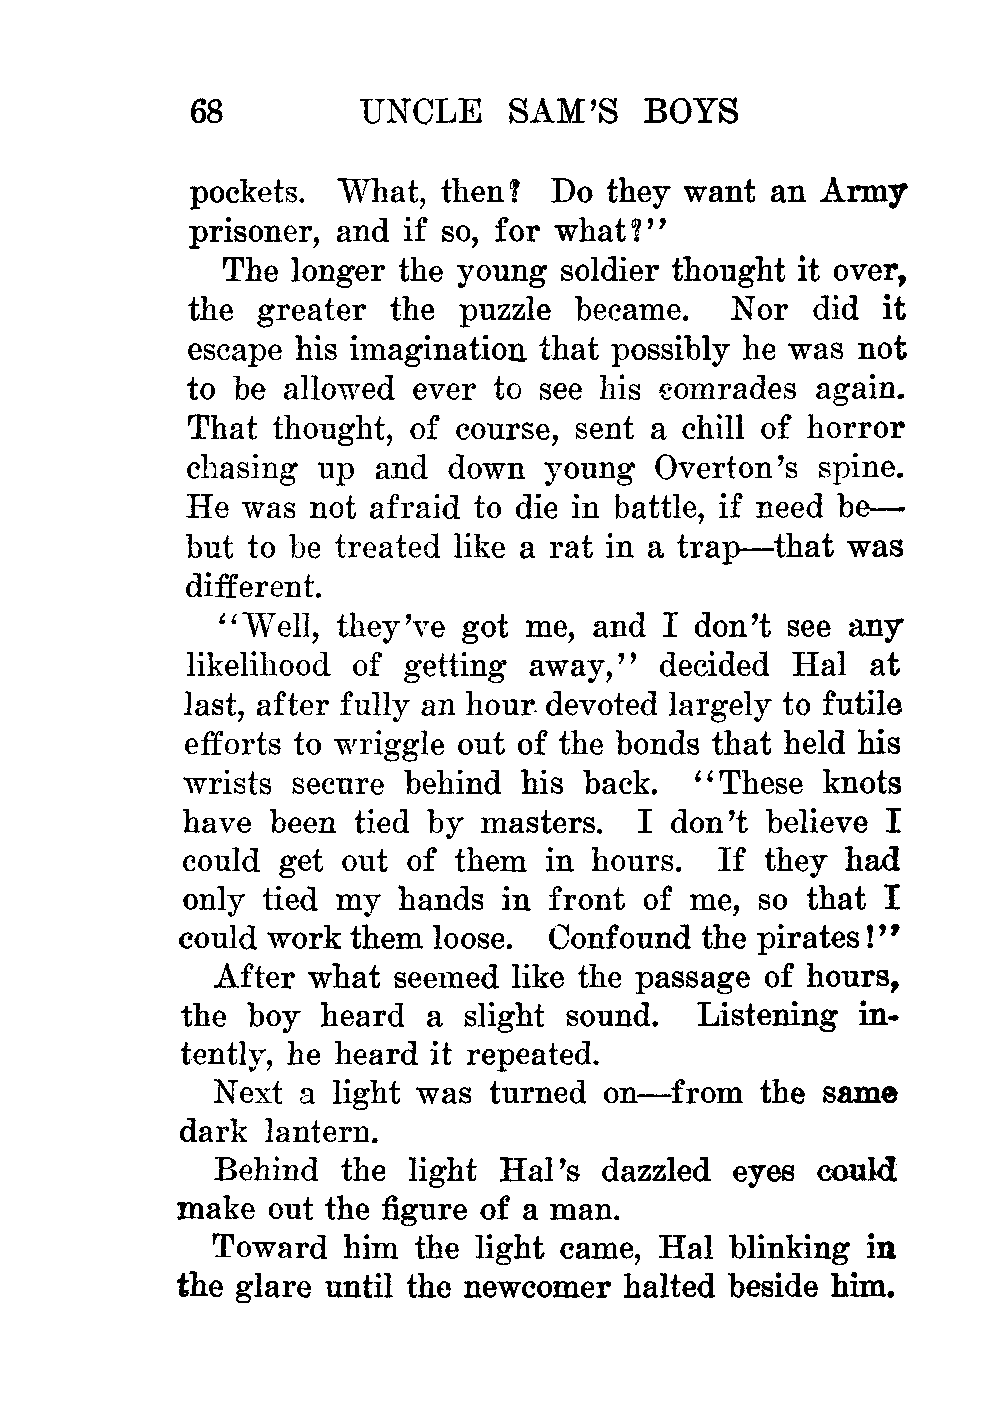 68 UNCLE SAM'S BOYS
pockets. What, then? Do they want an Army
prisoner, and if so, for what?"
The longer the young soldier thought it over,
the greater the puzzle became. Nor did it
escape his imagination that possibly he was not
to be allowed ever to see his comrades again.
That thought, of course, sent a chill of horror
chasing up and down young Overton's spine.
He was not afraid to die in battle, if need be—
but to be treated like a rat in a trap—that was
different.
"Well, they've got me, and I don't see any
likelihood of getting away," decided Hal at
last, after fully an hour devoted largely to futile
efforts to wriggle out of the bonds that held his
wrists secure behind his back. "These knots
have been tied by masters. I don't believe I
could get out of them in hours. If they had
only tied my hands in front of me, so that I
could work them loose. Confound the pirates!"
After what seemed like the passage of hours,
the boy heard a slight sound. Listening in-
tently, he heard it repeated.
Next a light was turned on—from the same
dark lantern.
Behind the light Hal's dazzled eyes could
make out the figure of a man.
Toward him the light came, Hal blinking in
the glare until the newcomer halted beside him.